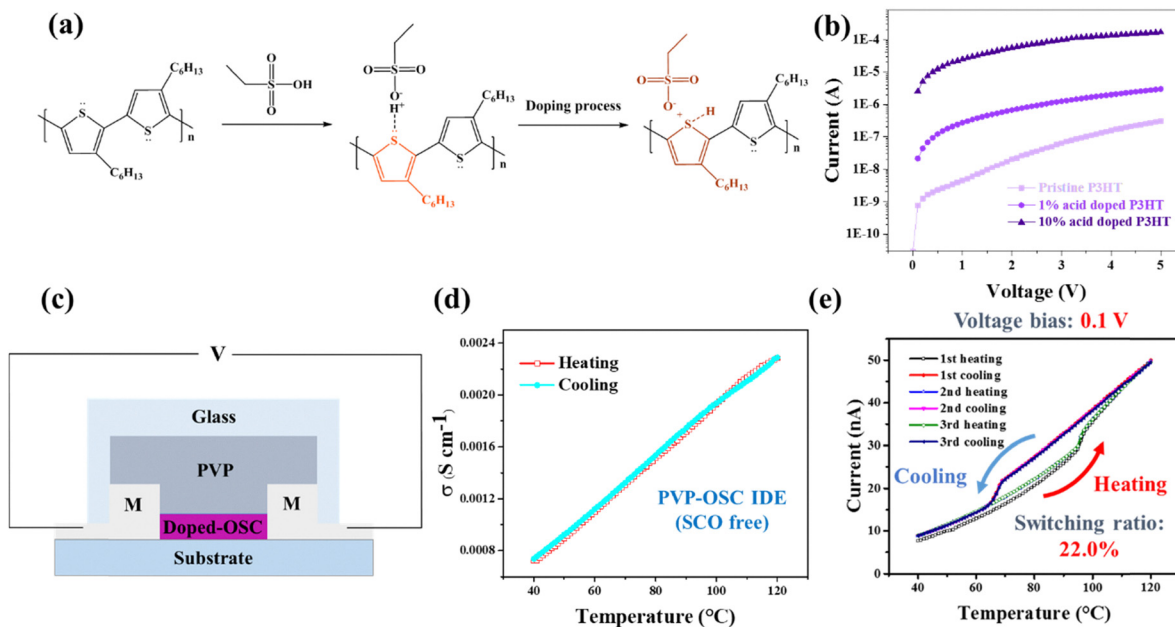 (a)
C6H13
S
S
C6H13
n
O
S
OH
O
O
S
O
O-
H+
S
C6H13
S
C6H13
n
Doping process
O
S
O
O-
+
S
H
C6H13
S
C6H13
n
(b)
Current (A)
1E-4
1E-5
1E-6
1E-7
1E-8
1E-9
1E-10
Pristine P3HT
1% acid doped P3HT
10% acid doped P3HT
0 1 2 3 4 5
Voltage (V)
(c)
V
Glass
PVP
M
M
Doped-OSC
Substrate
(d)
σ (S cm-1)
0.0024
0.0020
0.0016
0.0012
0.0008
Heating
Cooling
PVP-OSC IDE
(SCO free)
40 60 80 100 120
Temperature (°C)
(e)
Voltage bias: 0.1 V
Current (nA)
50
40
30
20
10
0
1st heating
1st cooling
2nd heating
2nd cooling
3rd heating
3rd cooling
Cooling
Heating
Switching ratio:
22.0%
40 60 80 100 120
Temperature (°C)